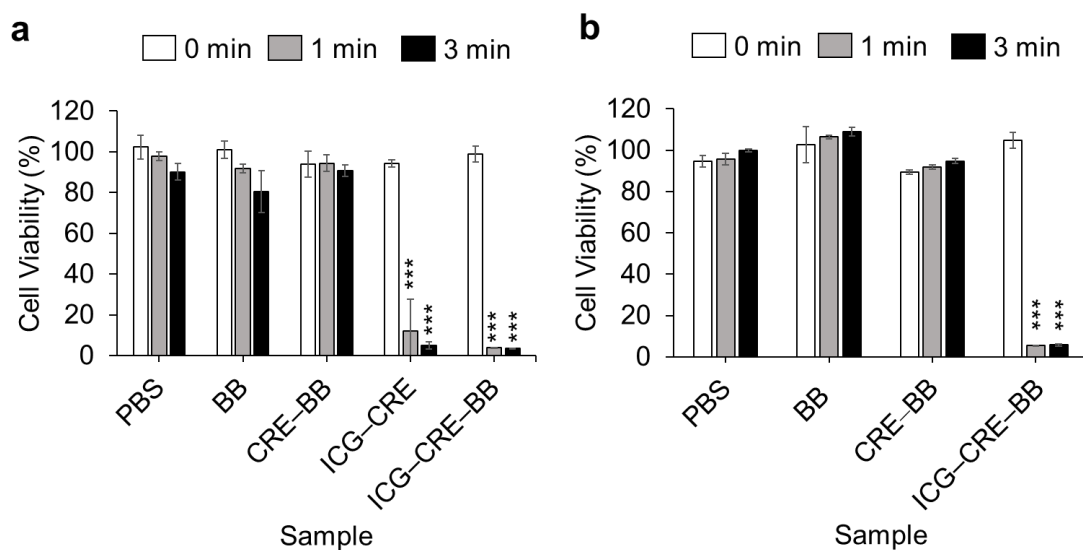 a
0 min 1 min 3 min
Cell Viability (%)
120
100
80
60
40
20
0
***
***
***
***
PBS
BB
CRE–BB
ICG–CRE
ICG–CRE–BB
Sample
b
0 min 1 min 3 min
Cell Viability (%)
120
100
80
60
40
20
0
***
***
PBS
BB
CRE–BB
ICG–CRE–BB
Sample